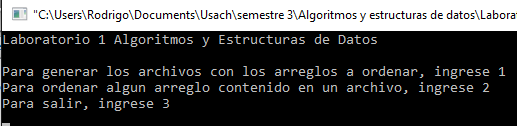 "C:\Users\Rodrigo\Documents\Usach\semestre 3\Algoritmos y estructuras de datos\Labora
Laboratorio 1 Algoritmos y Estructuras de Datos
Para generar los archivos con los arreglos a ordenar, ingrese 1
Para ordenar algun arreglo contenido en un archivo, ingrese 2
Para salir, ingrese 3